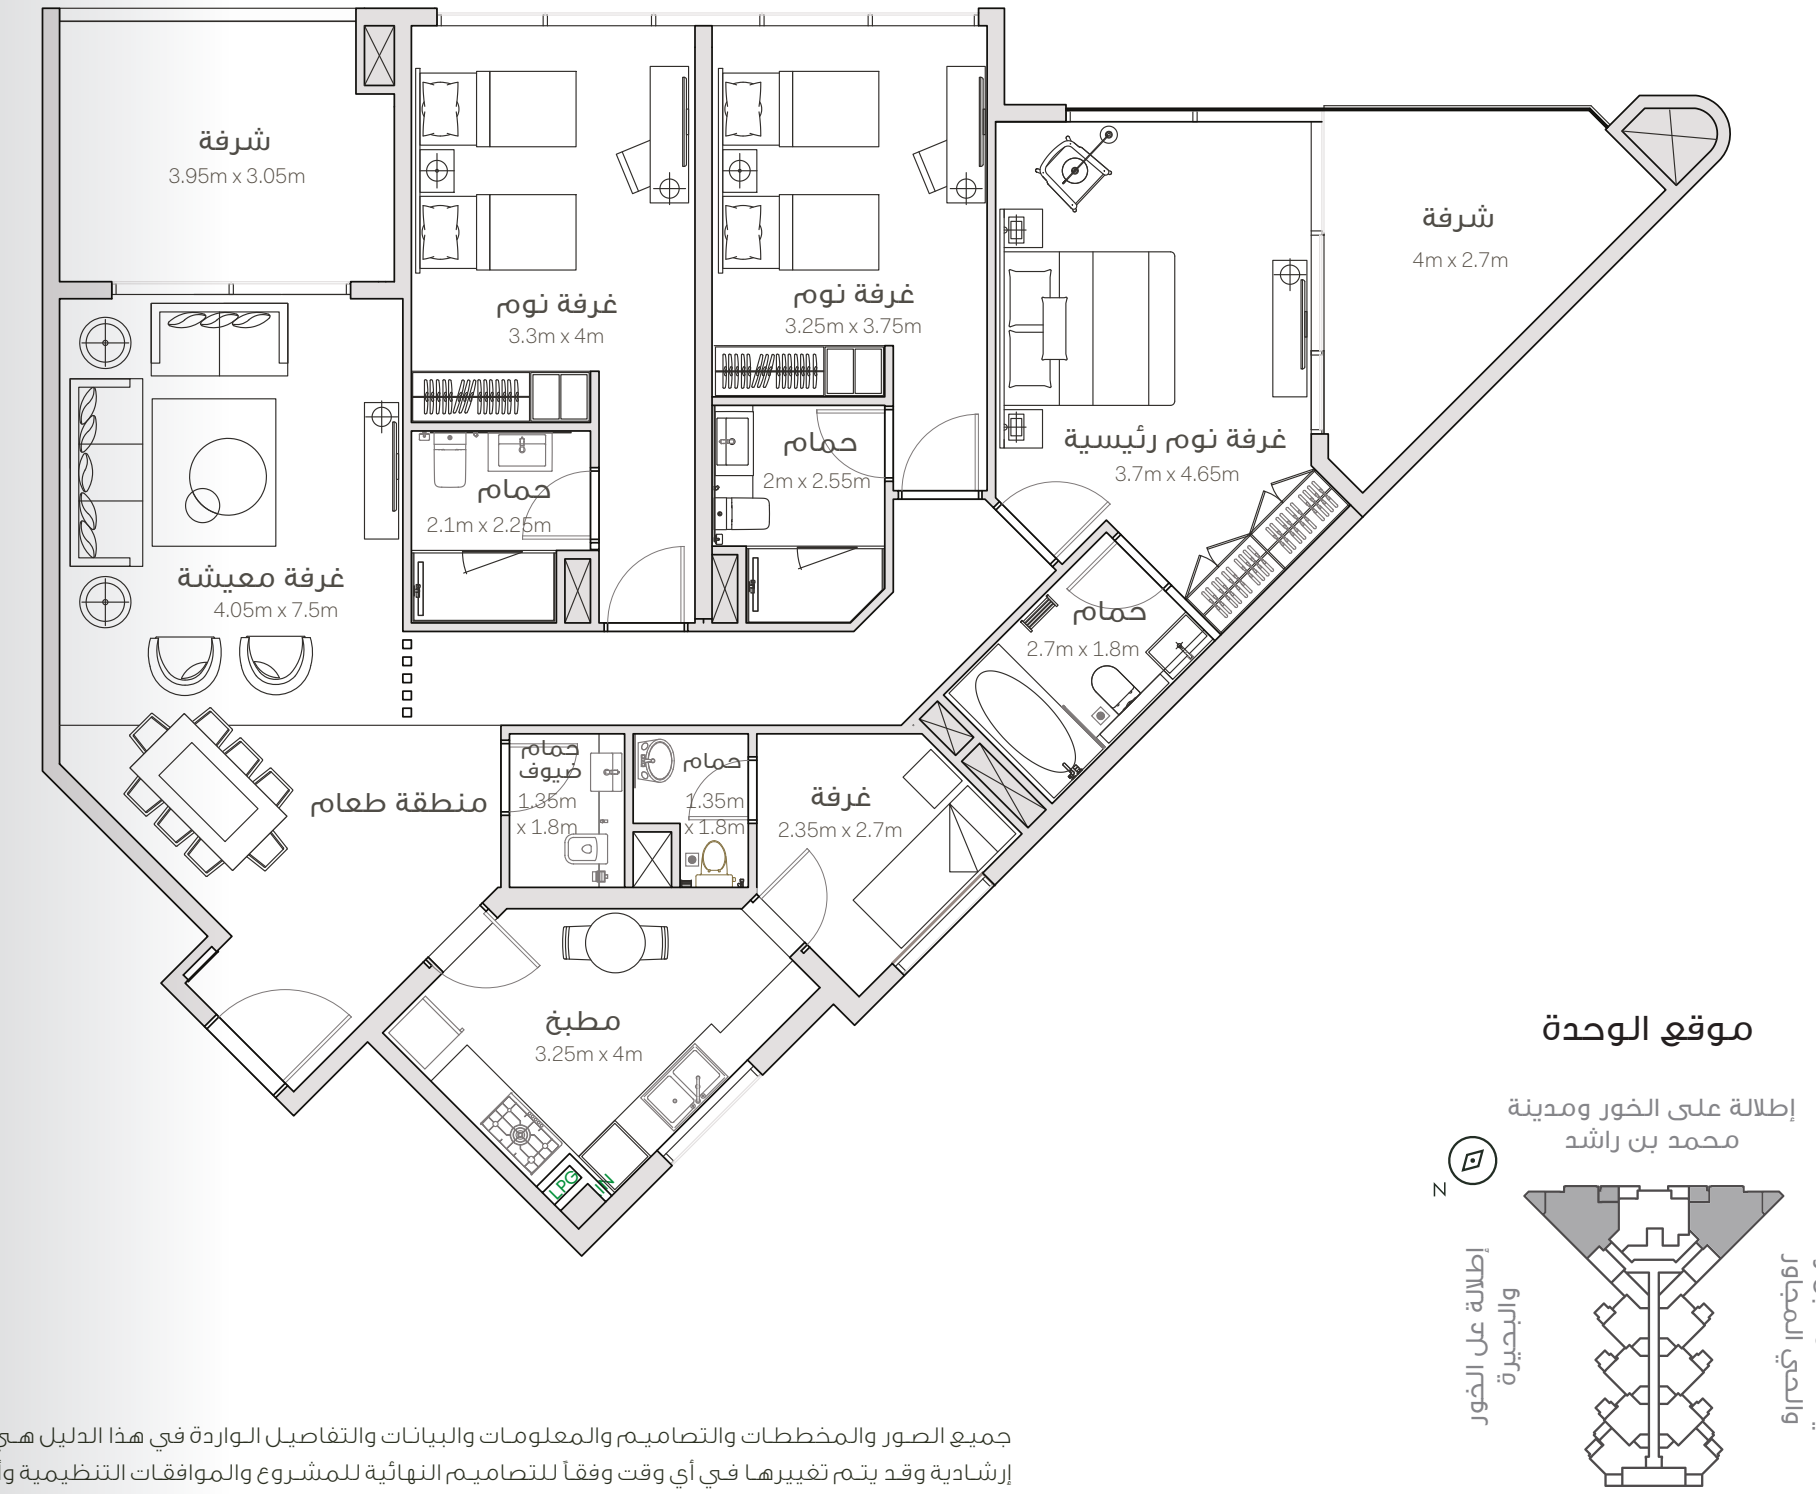 شرفة
3.95m x 3.05m
غرفة نوم
3.3m x 4m
غرفة نوم
3.25m x 3.75m
شرفة
4m x 2.7m
غرفة نوم رئيسية
3.7m x 4.65m
حمام
2m x 2.55m
حمام
2.1m x 2.25m
غرفة معيشة
4.05m x 7.5m
حمام
2.7m x 1.8m
حمام
ضيوف
1.35m
x 1.8m
حمام
1.35m
x 1.8m
غرفة
2.35m x 2.7m
منطقة طعام
مطبخ
3.25m x 4m
LPG
موقع الوحدة
إطلالة على الخور ومدينة
محمد بن راشد
N
إطلالة عل الخور
والبحيرة
والحي المجاور
جميع الصور والمخططات والتصاميم والمعلومات والبيانات والتفاصيل الواردة في هذا الدليل هي
إرشادية وقد يتم تغييرها في أي وقت وفقاً للتصاميم النهائية للمشروع والموافقات التنظيمية